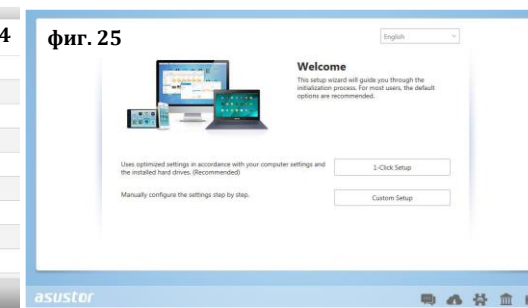 4
фиг. 25
English
Welcome
This setup wizard will guide you through the
initialization process. For most users, the default
options are recommended.
Uses optimized settings in accordance with your computer settings and
the installed hard drives. (Recommended)
1-Click Setup
Manually configure the settings step by step.
Custom Setup
asustor